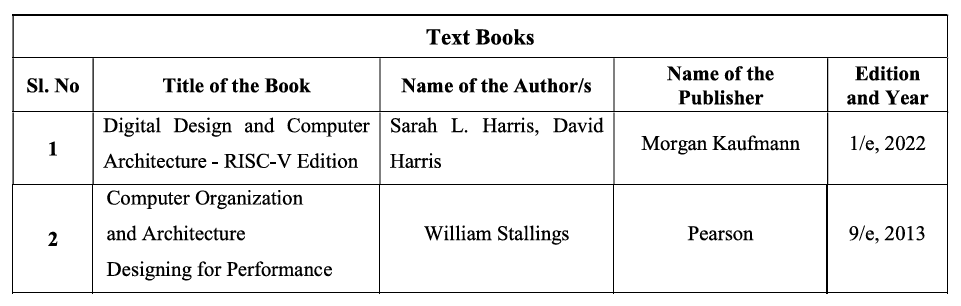 Text Books
Sl. No
Title of the Book
Name of the Author/s
Name of the
Publisher
Edition
and Year
1
Digital Design and Computer
Architecture - RISC-V Edition
Sarah L. Harris, David
Harris
Morgan Kaufmann
1/e, 2022
2
Computer Organization
and Architecture
Designing for Performance
William Stallings
Pearson
9/e, 2013